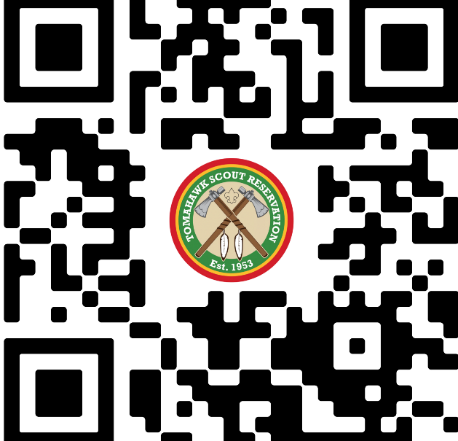 TOMAHAWK SCOUT RESERVATION
Est. 1953